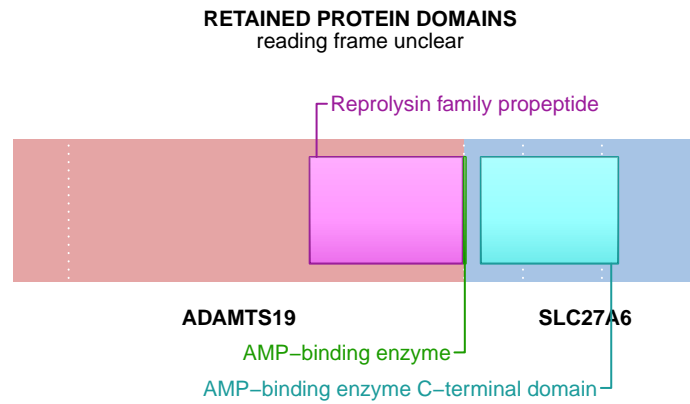 RETAINED PROTEIN DOMAINS
reading frame unclear
Reprolysin family propeptide
ADAMTS19
SLC27A6
AMP−binding enzyme
AMP−binding enzyme C−terminal domain